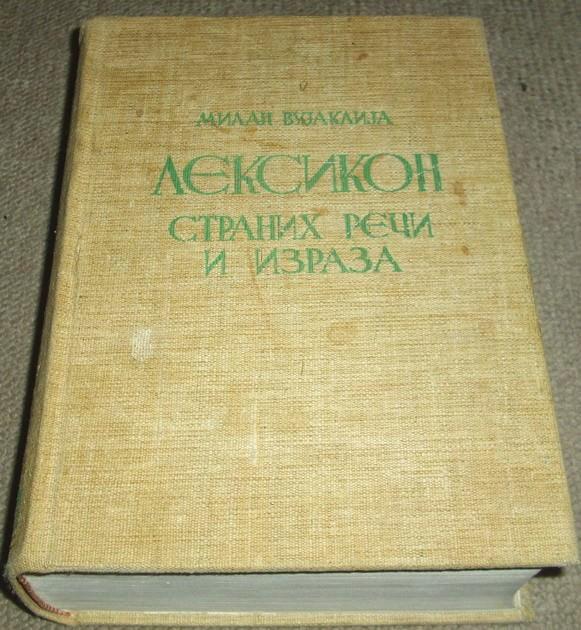 МИЛАН ВУЈАКЛИЈА
ЛЕКСИКОН
СТРАНИХ РЕЧИ
И ИЗРАЗА